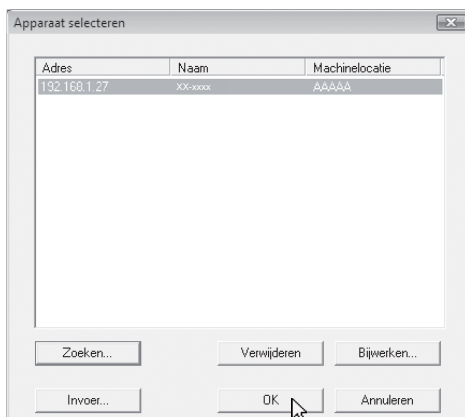 Apparaat selecteren
Adres Naam Machinelocatie
192.168.1.27 XX-xxxx AAAAA
Zoeken... Verwijderen Bijwerken...
Invoer... OK Annuleren